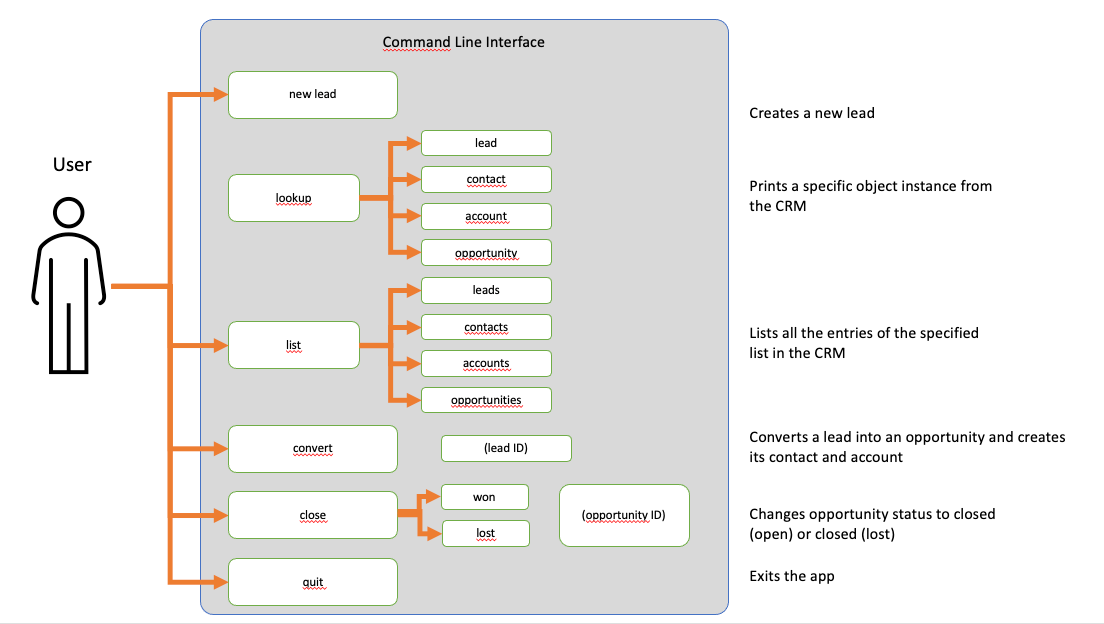 Command Line Interface
User
new lead
Creates a new lead
lookup
lead
contact
account
opportunity
Prints a specific object instance from
the CRM
list
leads
contacts
accounts
opportunities
Lists all the entries of the specified
list in the CRM
convert
(lead ID)
Converts a lead into an opportunity and creates
its contact and account
close
won
lost
(opportunity ID)
Changes opportunity status to closed
(open) or closed (lost)
quit
Exits the app